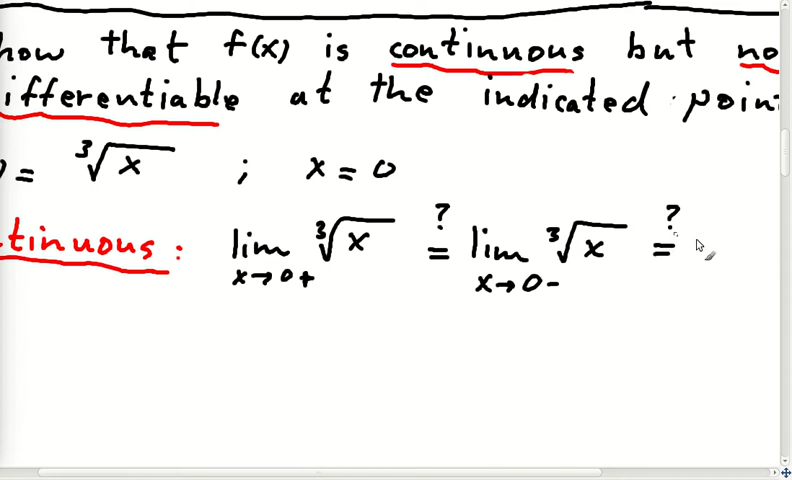 how that f(x) is continuous but no
ifferentiable at the indicated poin
) = ∛x ; x = 0
tinuous : lim x→0+ ∛x ?= lim x→0- ∛x ?=